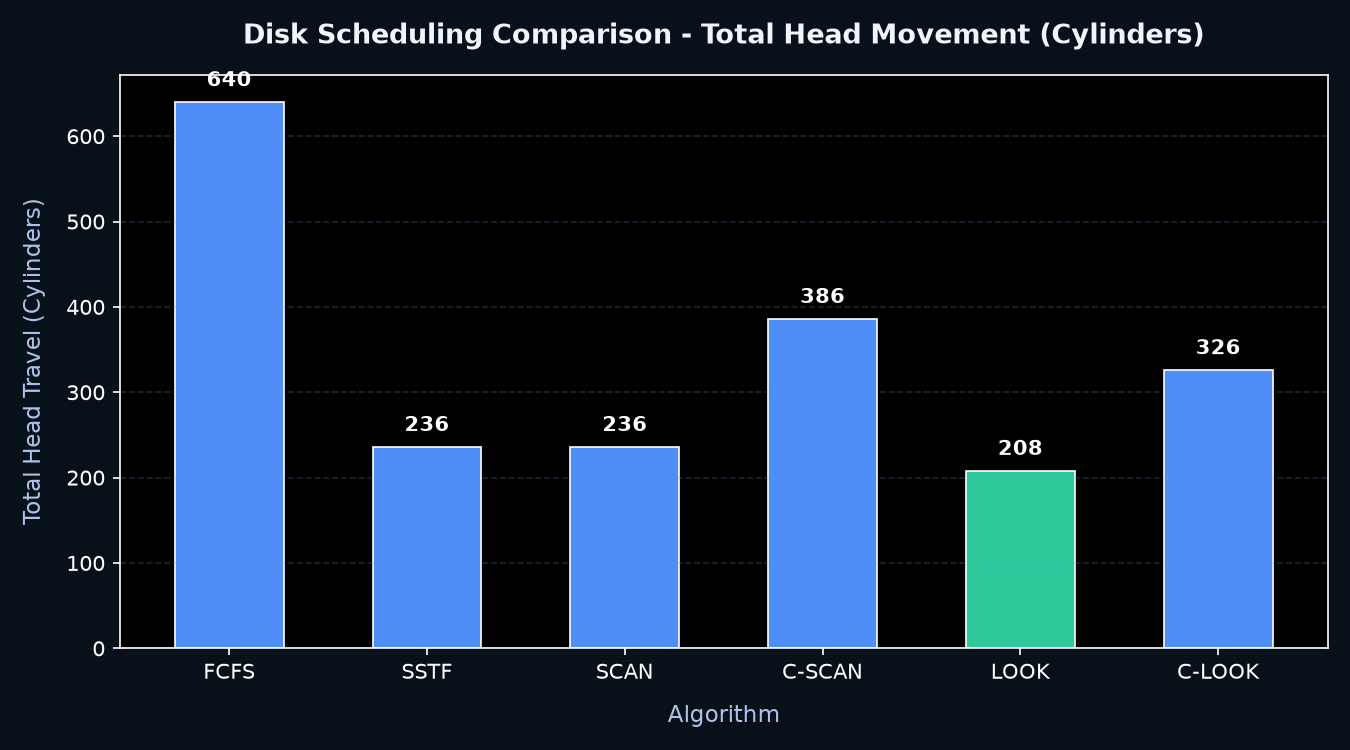 Disk Scheduling Comparison - Total Head Movement (Cylinders)
Total Head Travel (Cylinders)
600
500
400
300
200
100
0
640
236
236
386
208
326
FCFS
SSTF
SCAN
C-SCAN
LOOK
C-LOOK
Algorithm